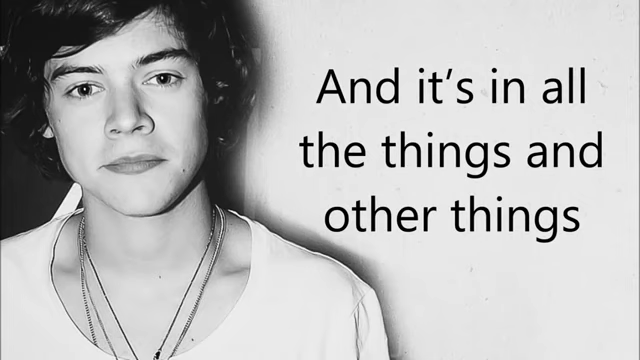 And it’s in all
the things and
other things